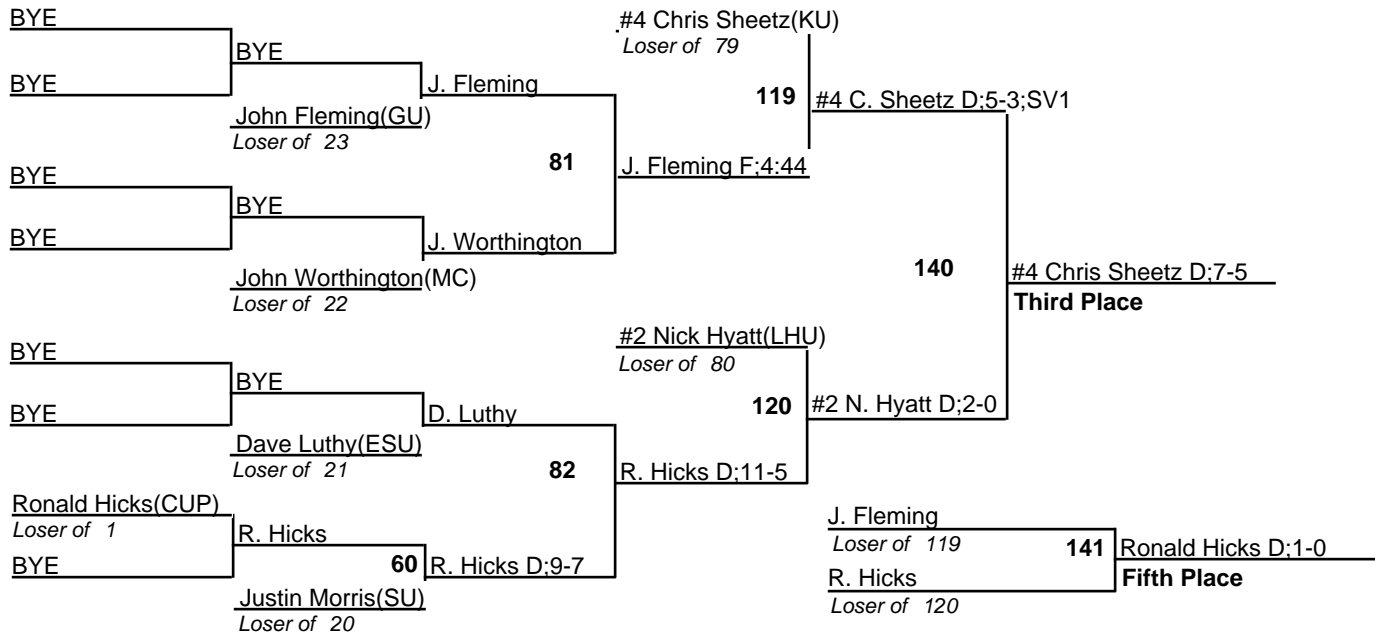 BYE
BYE
BYE
John Fleming(GU)
Loser of 23
J. Fleming
BYE
BYE
BYE
John Worthington(MC)
Loser of 22
J. Worthington
81
J. Fleming F;4:44
#4 Chris Sheetz(KU)
Loser of 79
119
#4 C. Sheetz D;5-3;SV1
BYE
BYE
BYE
Dave Luthy(ESU)
Loser of 21
D. Luthy
Ronald Hicks(CUP)
Loser of 1
BYE
R. Hicks
Justin Morris(SU)
Loser of 20
60
R. Hicks D;9-7
82
R. Hicks D;11-5
#2 Nick Hyatt(LHU)
Loser of 80
120
#2 N. Hyatt D;2-0
140
#4 Chris Sheetz D;7-5
Third Place
J. Fleming
Loser of 119
R. Hicks
Loser of 120
141
Ronald Hicks D;1-0
Fifth Place